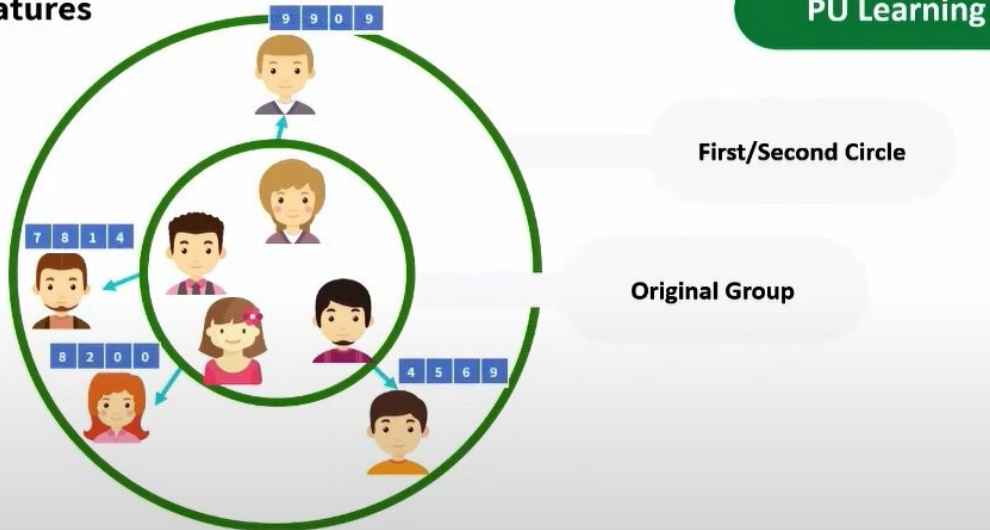 atures
PU Learning
9 9 0 9
First/Second Circle
7 8 1 4
Original Group
8 2 0 0
4 5 6 9